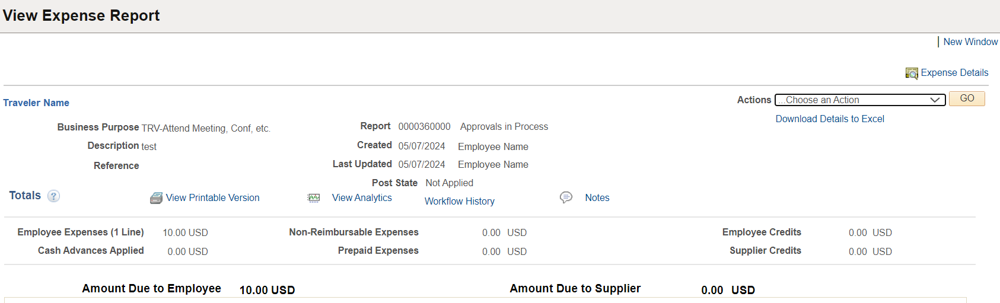 View Expense Report
New Window
Expense Details
Traveler Name
Actions ...Choose an Action GO
Download Details to Excel
Business Purpose TRV-Attend Meeting, Conf, etc. Report 0000360000 Approvals in Process
Description test Created 05/07/2024 Employee Name
Reference Last Updated 05/07/2024 Employee Name
Post State Not Applied
Totals ? View Printable Version View Analytics Workflow History Notes
Employee Expenses (1 Line) 10.00 USD Non-Reimbursable Expenses 0.00 USD Employee Credits 0.00 USD
Cash Advances Applied 0.00 USD Prepaid Expenses 0.00 USD Supplier Credits 0.00 USD
Amount Due to Employee 10.00 USD Amount Due to Supplier 0.00 USD